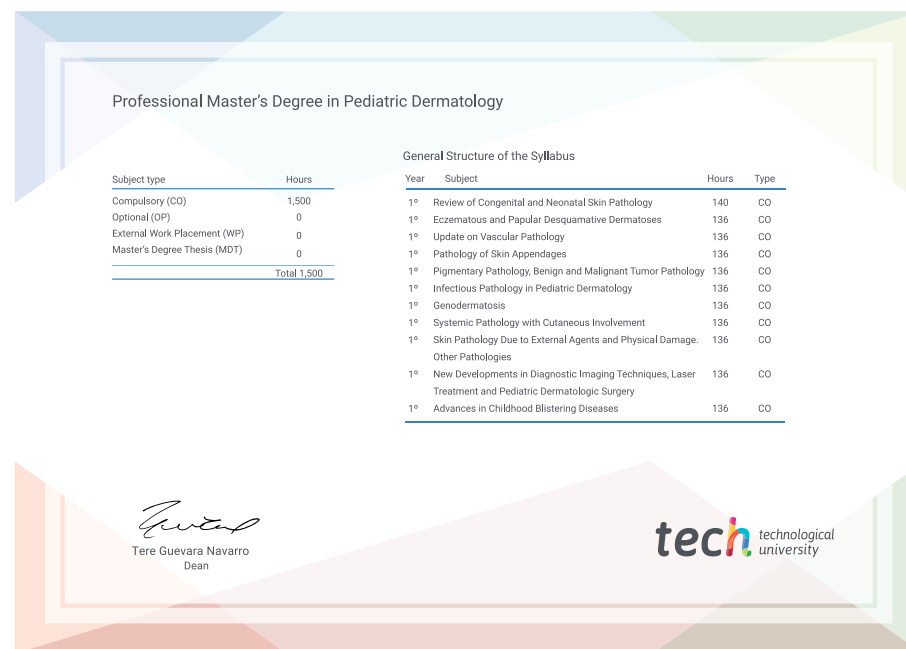 Professional Master's Degree in Pediatric Dermatology
Subject type Hours
Compulsory (CO) 1,500
Optional (OP) 0
External Work Placement (WP) 0
Master's Degree Thesis (MDT) 0
Total 1,500
General Structure of the Syllabus
Year Subject Hours Type
1º Review of Congenital and Neonatal Skin Pathology 140 CO
1º Eczematous and Papular Desquamative Dermatoses 136 CO
1º Update on Vascular Pathology 136 CO
1º Pathology of Skin Appendages 136 CO
1º Pigmentary Pathology, Benign and Malignant Tumor Pathology 136 CO
1º Infectious Pathology in Pediatric Dermatology 136 CO
1º Genodermatosis 136 CO
1º Systemic Pathology with Cutaneous Involvement 136 CO
1º Skin Pathology Due to External Agents and Physical Damage. 136 CO
Other Pathologies
1º New Developments in Diagnostic Imaging Techniques, Laser 136 CO
Treatment and Pediatric Dermatologic Surgery
1º Advances in Childhood Blistering Diseases 136 CO
Tere Guevara Navarro
Dean
tech technological
university